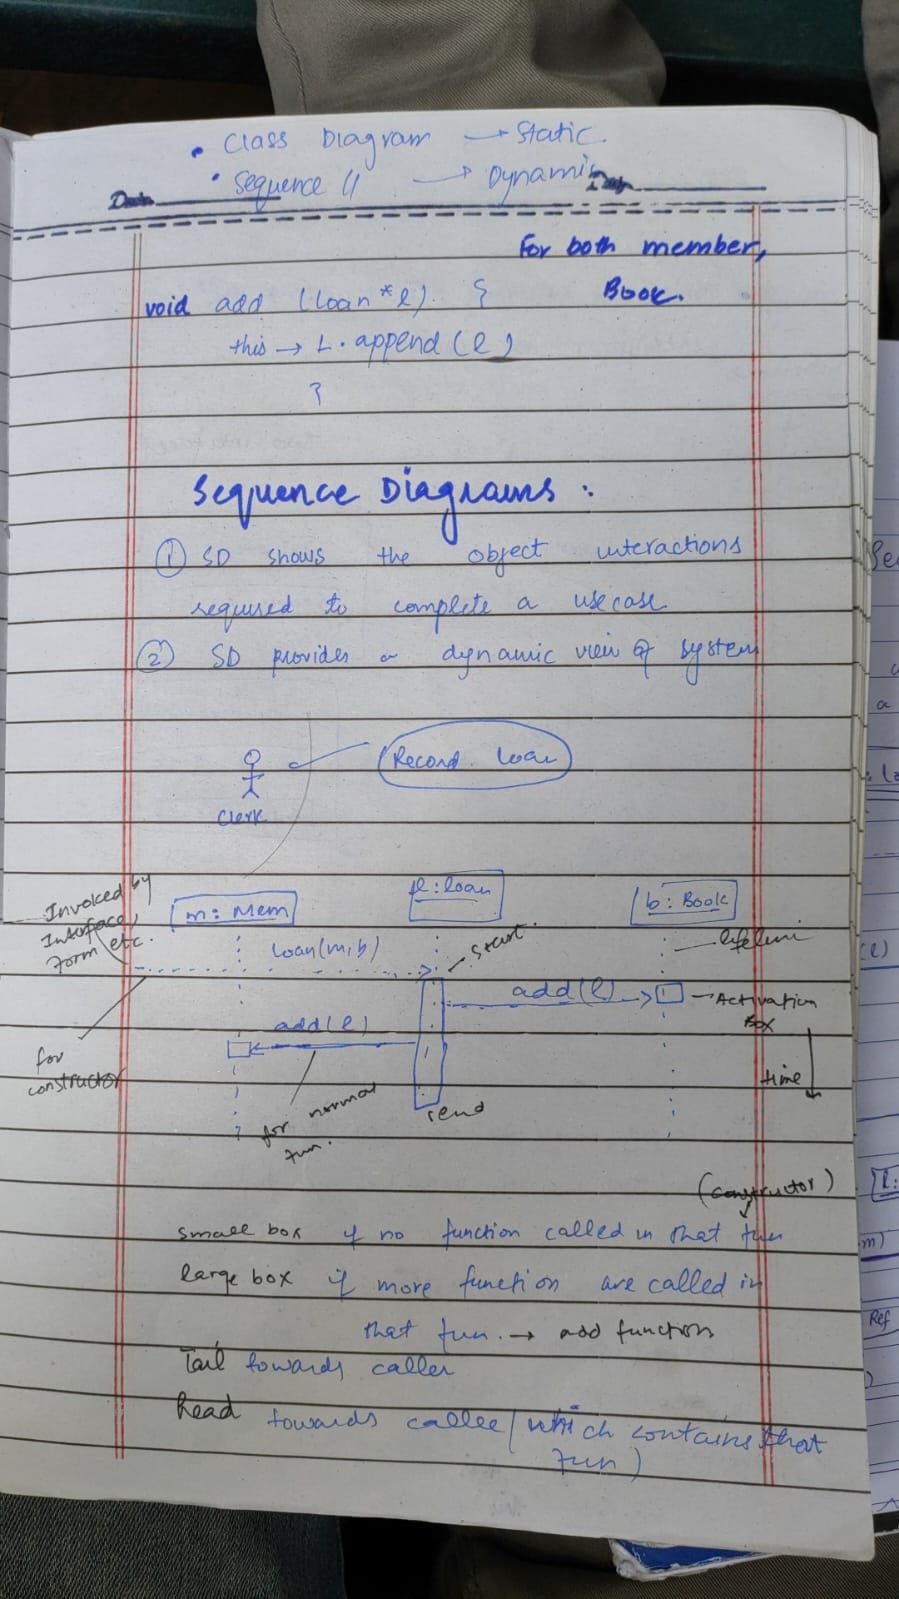 • Class Diagram → Static.
• Sequence 11 → Dynamic
For both member,
Book.
void add (loan *l) {
this → L.append(l)
}
Sequence Diagrams :
① SD shows the object interactions
required to complete a usecase
② SD provides a dynamic view of system
Record loan
Clerk
Invoked by
Interface,
form etc.
m: Mem
l: loan
b: Book
loan(m,b)
start.
lifeline
add(l)
Activation
Box
add(l)
for
constructor
time
for normal
fun.
end
(constructor)
small box if no function called in that fun
large box if more function are called in
that fun. → add function
Tail towards caller
head towards callee (which contains that
fun)